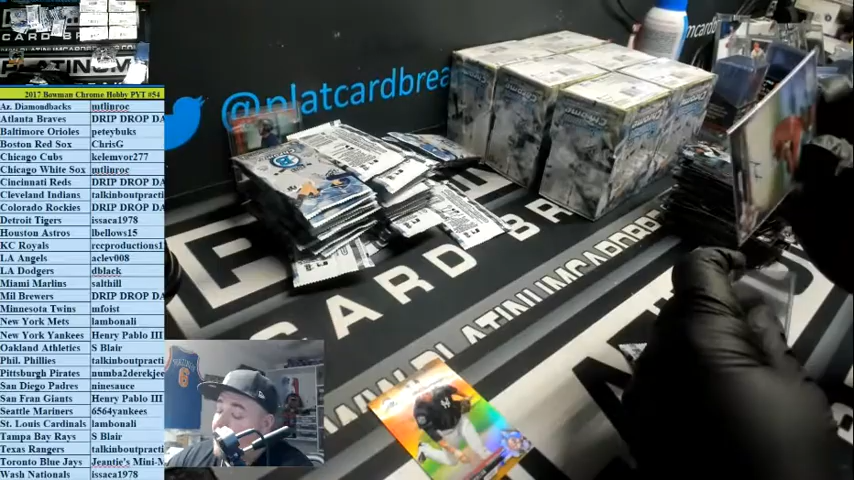 2017 Bowman Chrome Hobby PYT #54
Az. Diamondbacks mtlinroc
Atlanta Braves DRIP DROP DA
Baltimore Orioles peteybuks
Boston Red Sox ChrisG
Chicago Cubs kelemvor277
Chicago White Sox mtlinroc
Cincinnati Reds DRIP DROP DA
Cleveland Indians talkinboutpracti
Colorado Rockies DRIP DROP DA
Detroit Tigers issaca1978
Houston Astros lbellows15
KC Royals rccproductions1
LA Angels aclev008
LA Dodgers dblack
Miami Marlins salthill
Mil Brewers DRIP DROP DA
Minnesota Twins mfoist
New York Mets lambonali
New York Yankees Henry Pablo III
Oakland Athletics S Blair
Phil. Phillies talkinboutpracti
Pittsburgh Pirates numba2derekjee
San Diego Padres ninesauce
San Fran Giants Henry Pablo III
Seattle Mariners 6564yankees
St. Louis Cardinals lambonali
Tampa Bay Rays S Blair
Texas Rangers talkinboutpracti
Toronto Blue Jays Jeantie's Mini-M
Wash Nationals issaca1978
@platcardbrea
CARD BR